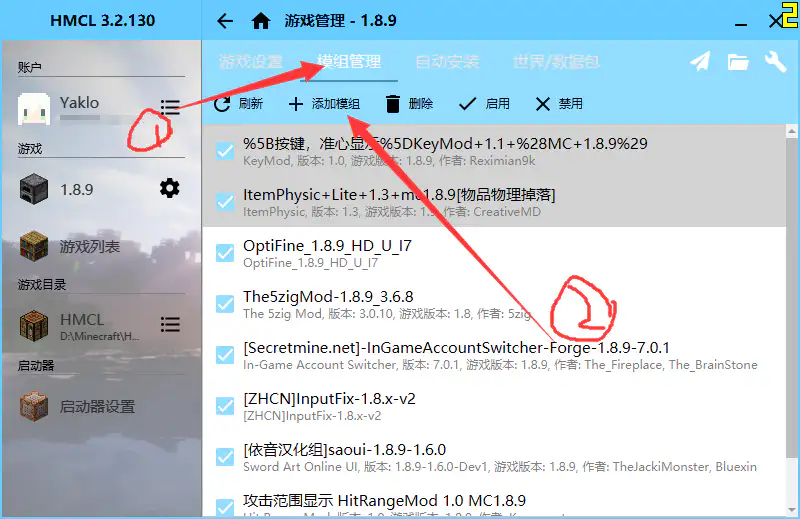 HMCL 3.2.130
游戏管理 - 1.8.9
2
账户
Yaklo
游戏
1.8.9
游戏列表
游戏目录
HMCL
D:\Minecraft\H...
启动器
启动器设置
游戏设置 模组管理 自动安装 世界/数据包
刷新 添加模组 删除 启用 禁用
%5B按键，准心显示%5DKeyMod+1.1+%28MC+1.8.9%29
KeyMod, 版本: 1.0, 游戏版本: 1.8.9, 作者: Reximian9k
ItemPhysic+Lite+1.3+mc1.8.9[物品物理掉落]
ItemPhysic, 版本: 1.3, 游戏版本: 1.9, 作者: CreativeMD
OptiFine_1.8.9_HD_U_I7
OptiFine_1.8.9_HD_U_I7
The5zigMod-1.8.9_3.6.8
The 5zig Mod, 版本: 3.0.10, 游戏版本: 1.8, 作者: 5zig
[Secretmine.net]-InGameAccountSwitcher-Forge-1.8.9-7.0.1
In-Game Account Switcher, 版本: 7.0.1, 游戏版本: 1.8.9, 作者: The_Fireplace, The_BrainStone
[ZHCN]InputFix-1.8.x-v2
[ZHCN]InputFix-1.8.x-v2
[依音汉化组]saoui-1.8.9-1.6.0
Sword Art Online UI, 版本: 1.8.9-1.6.0-Dev1, 游戏版本: 1.8.9, 作者: TheJackiMonster, Bluexin
攻击范围显示 HitRangeMod 1.0 MC1.8.9
1
2